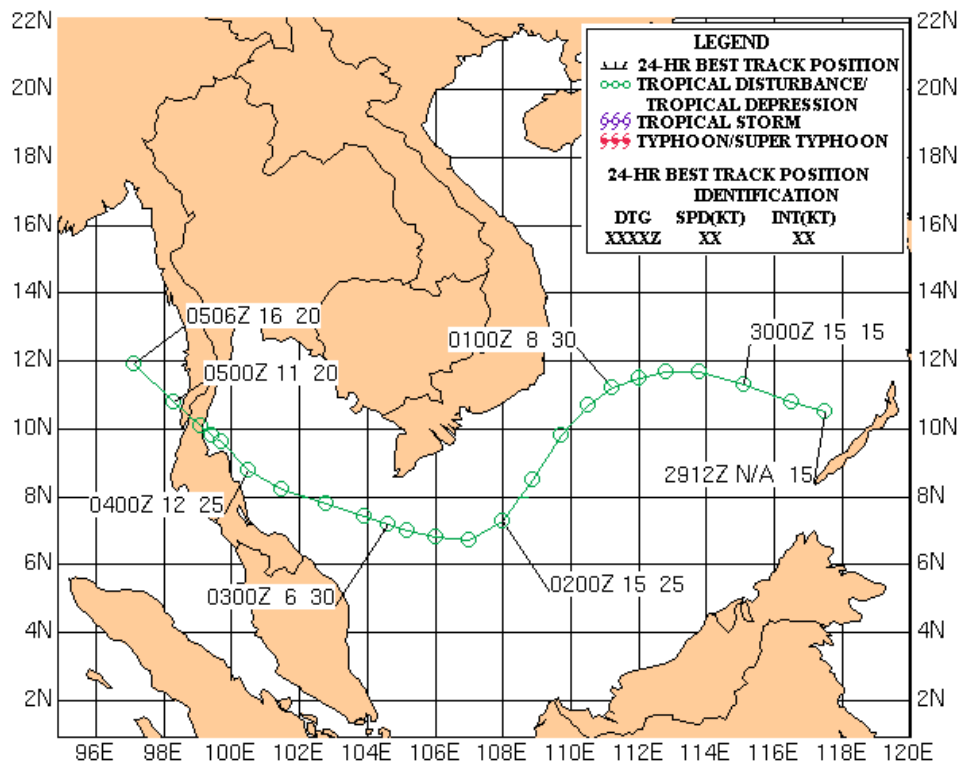 22N
22N
LEGEND
24-HR BEST TRACK POSITION
TROPICAL DISTURBANCE/
TROPICAL DEPRESSION
TROPICAL STORM
TYPHOON/SUPER TYPHOON
24-HR BEST TRACK POSITION
IDENTIFICATION
DTG SPD(KT) INT(KT)
XXXXZ XX XX
20N
20N
18N
18N
16N
16N
14N
14N
0506Z 16 20
0100Z 8 30
3000Z 15 15
12N
12N
0500Z 11 20
10N
10N
2912Z N/A 15
0400Z 12 25
8N
8N
6N
6N
0300Z 6 30
0200Z 15 25
4N
4N
2N
2N
96E 98E 100E 102E 104E 106E 108E 110E 112E 114E 116E 118E 120E